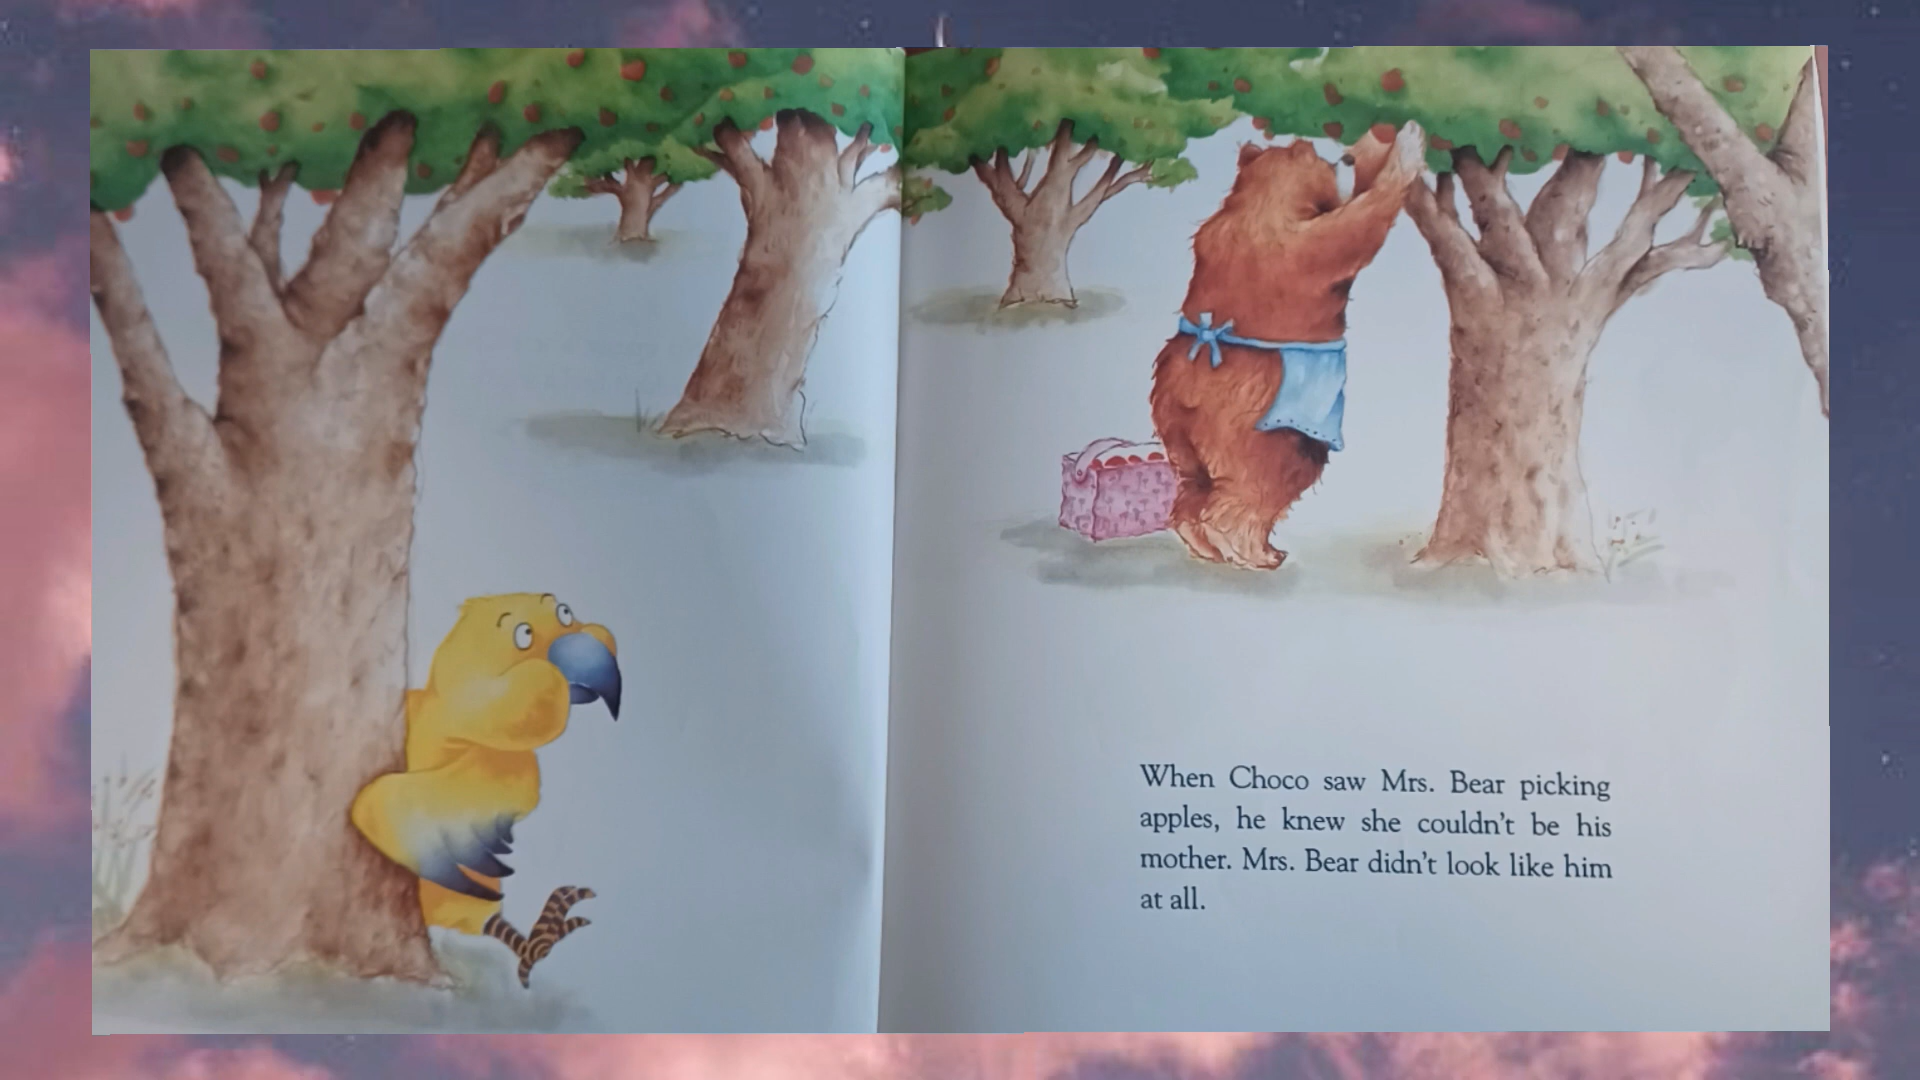 When Choco saw Mrs. Bear picking
apples, he knew she couldn't be his
mother. Mrs. Bear didn't look like him
at all.